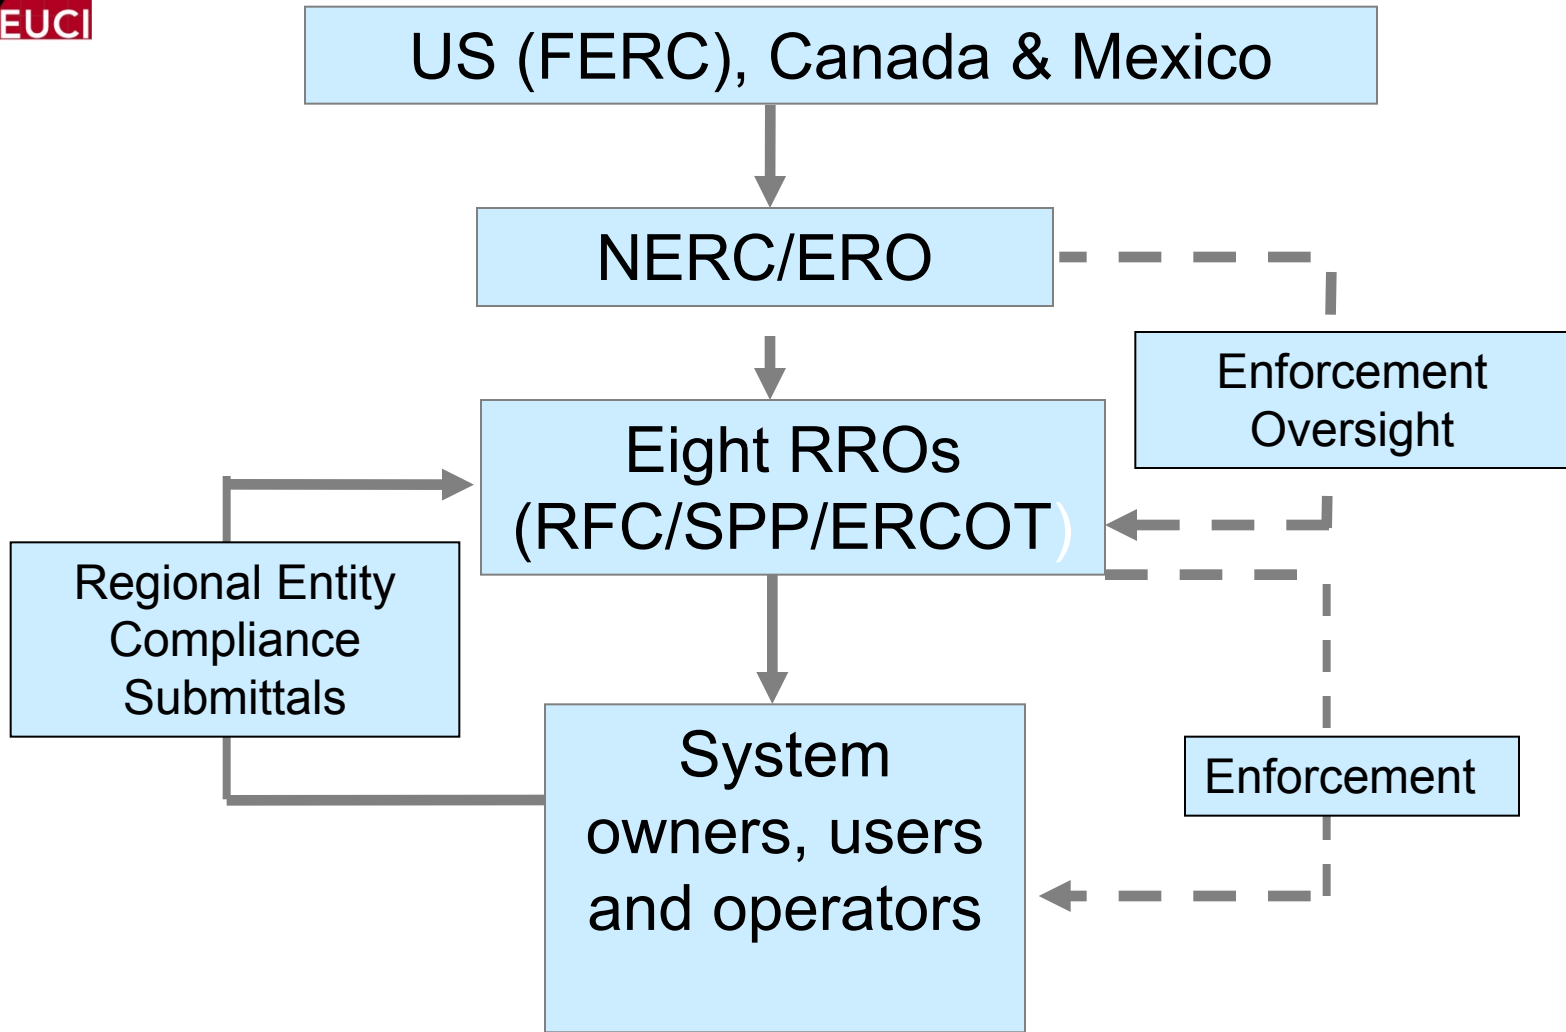 EUCI
US (FERC), Canada & Mexico
NERC/ERO
Enforcement
Oversight
Eight RROs
(RFC/SPP/ERCOT)
Regional Entity
Compliance
Submittals
System
owners, users
and operators
Enforcement